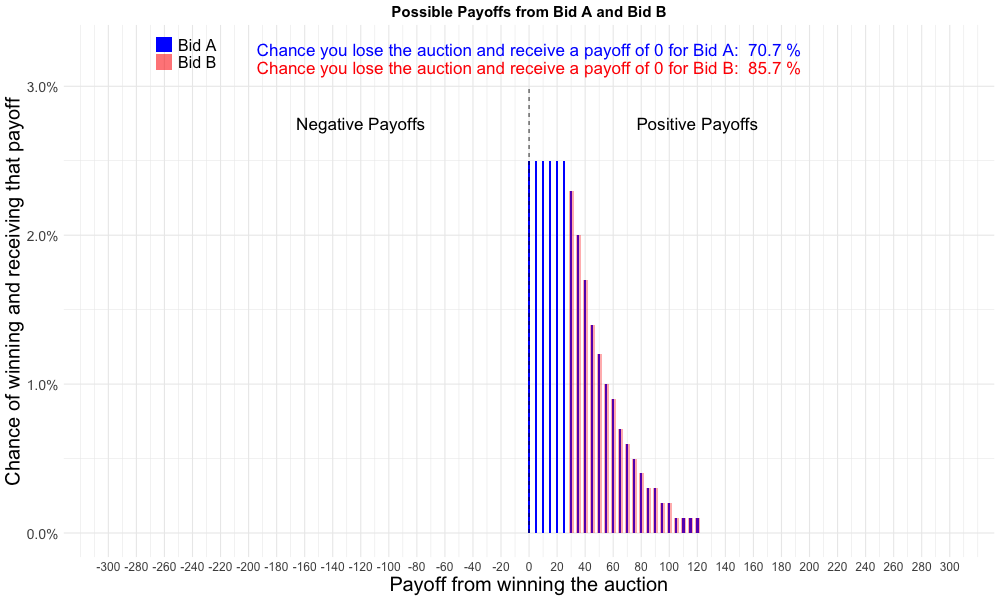 Possible Payoffs from Bid A and Bid B
Bid A
Bid B
Chance you lose the auction and receive a payoff of 0 for Bid A:  70.7 %
Chance you lose the auction and receive a payoff of 0 for Bid B:  85.7 %
Negative Payoffs
Positive Payoffs
Chance of winning and receiving that payoff
3.0%
2.0%
1.0%
0.0%
-300 -280 -260 -240 -220 -200 -180 -160 -140 -120 -100 -80 -60 -40 -20 0 20 40 60 80 100 120 140 160 180 200 220 240 260 280 300
Payoff from winning the auction